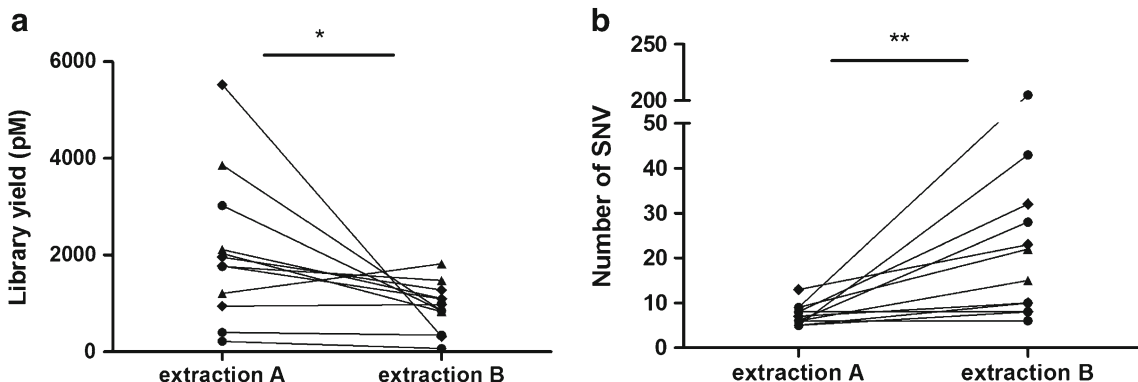 a
*
Library yield (pM)
6000
4000
2000
0
extraction A
extraction B
b
**
Number of SNV
250
200
50
40
30
20
10
0
extraction A
extraction B